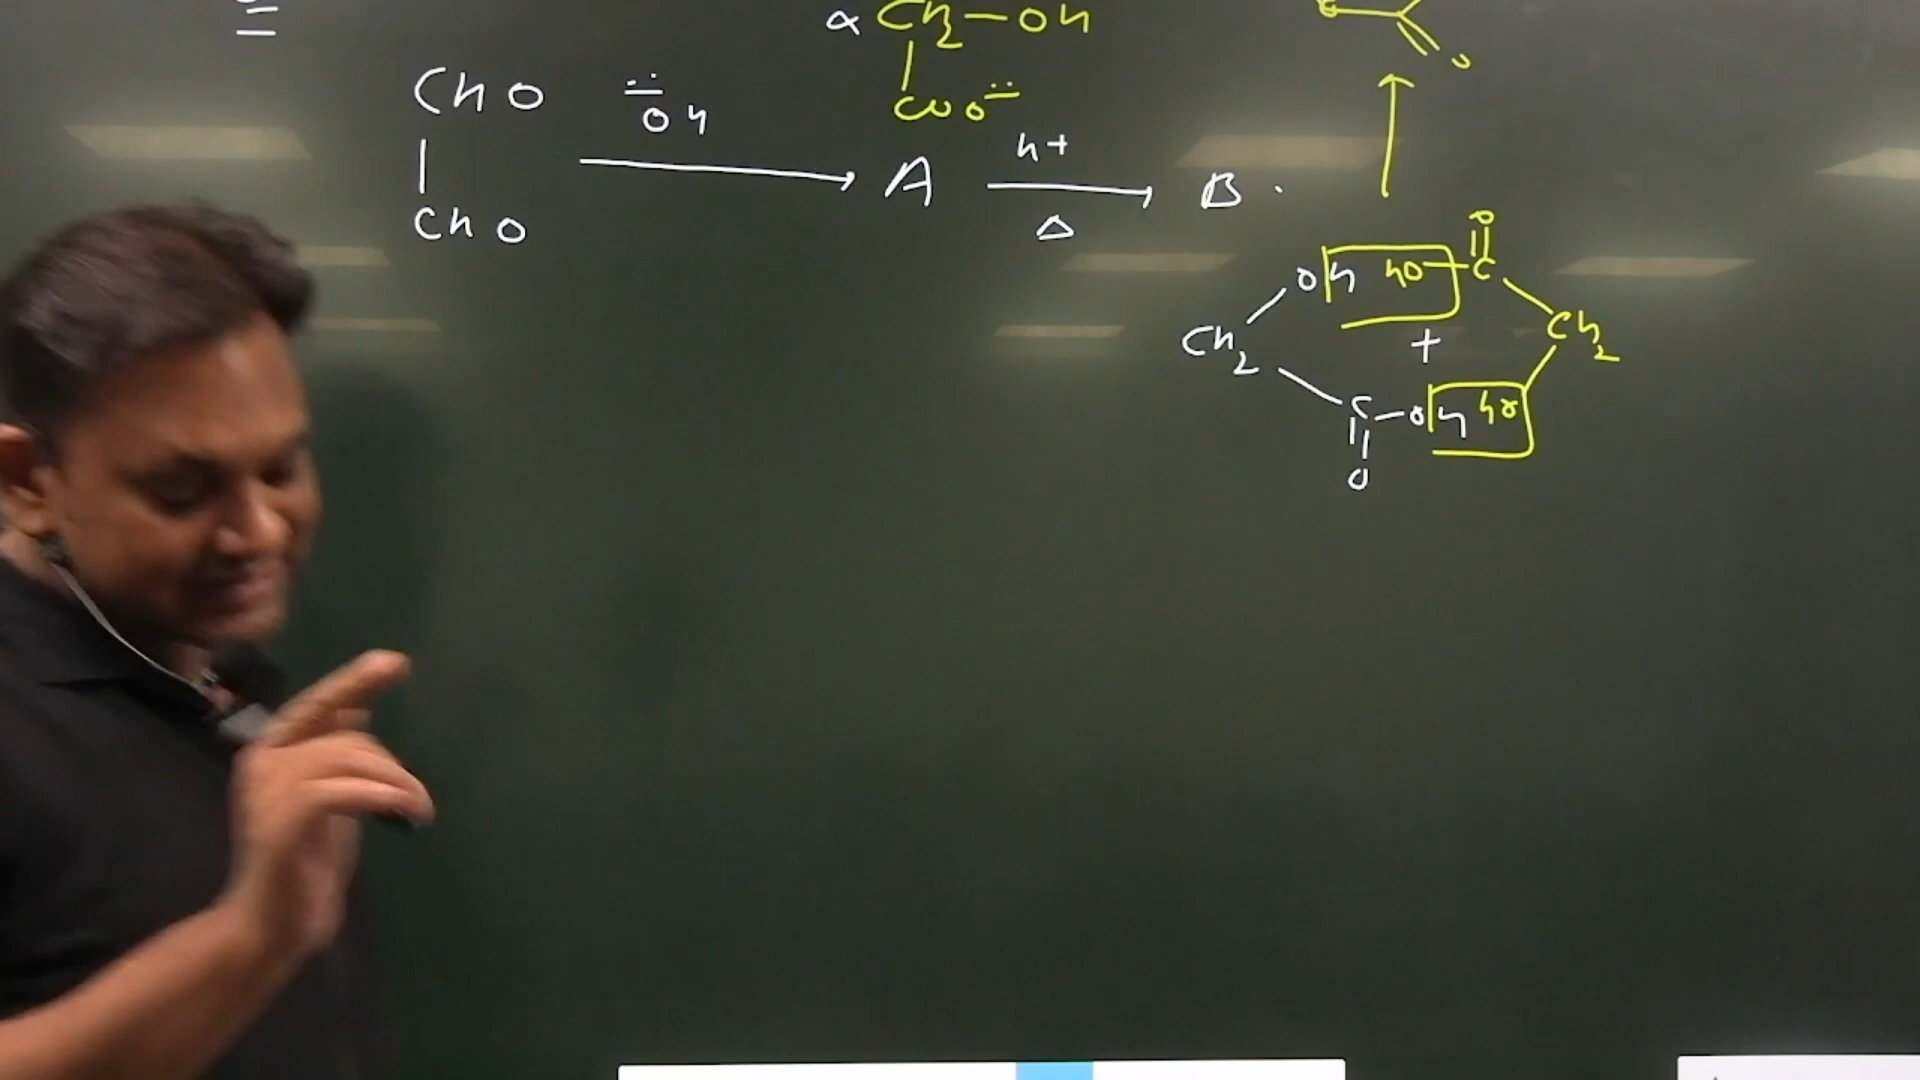 α CH2—OH
|
COO⁻
CHO
|
CHO
⁻OH
A
H+
Δ
B
O
||
OH HO—C
CH2 + CH2
C—OH HO
||
O
O